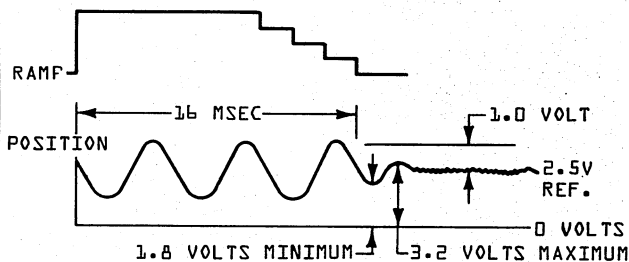 RAMP
16 MSEC
1.0 VOLT
POSITION
2.5V
REF.
0 VOLTS
1.8 VOLTS MINIMUM
3.2 VOLTS MAXIMUM